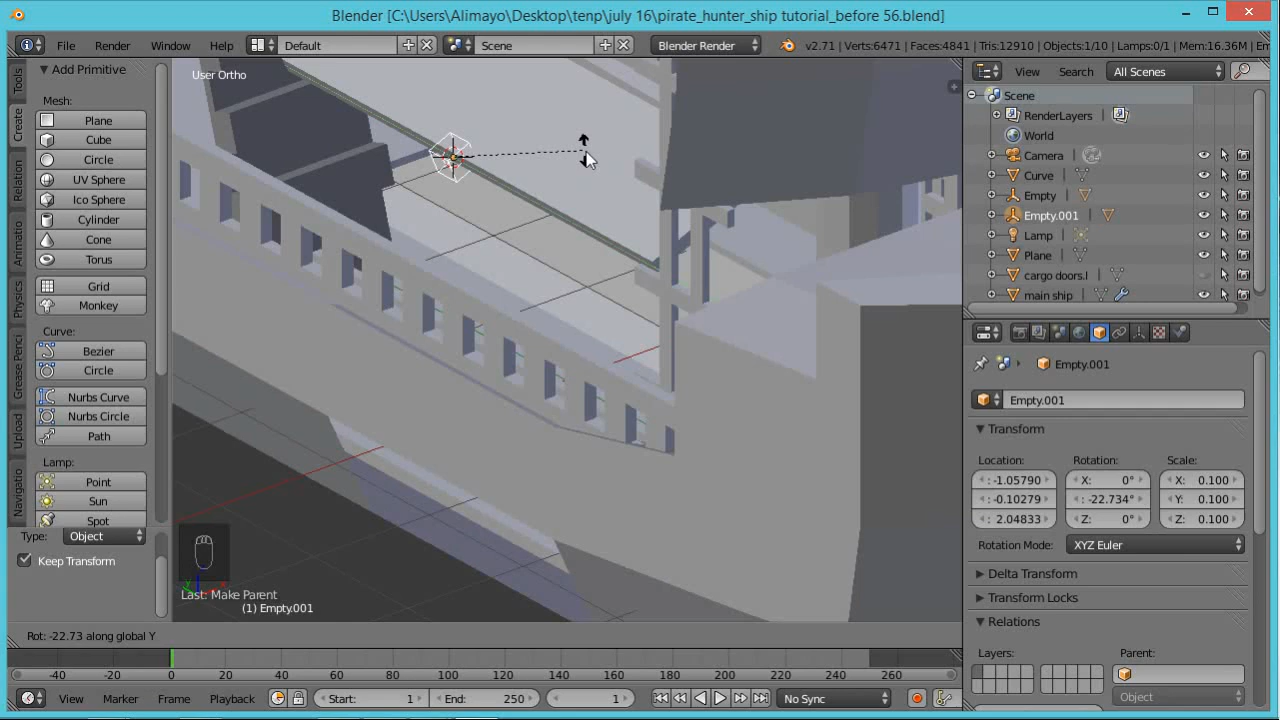 Blender [C:\Users\Alimayo\Desktop\tenp\july 16\pirate_hunter_ship tutorial_before 56.blend]
File Render Window Help Default Scene Blender Render v2.71 | Verts:6471 | Faces:4841 | Tris:12910 | Objects:1/10 | Lamps:0/1 | Mem:16.36M | Em
Add Primitive
Mesh:
Plane
Cube
Circle
UV Sphere
Ico Sphere
Cylinder
Cone
Torus
Grid
Monkey
Curve:
Bezier
Circle
Nurbs Curve
Nurbs Circle
Path
Lamp:
Point
Sun
Spot
Type: Object
Keep Transform
Tools
Create
Relation
Animatio
Physics
Grease Penci
Upload
Navigatio
User Ortho
Last: Make Parent
(1) Empty.001
Rot: -22.73 along global Y
View Search All Scenes
Scene
RenderLayers
World
Camera
Curve
Empty
Empty.001
Lamp
Plane
cargo doors.l
main ship
Empty.001
Empty.001
Transform
Location: Rotation: Scale:
: -1.05790 X: 0° X: 0.100
: -0.10279 : -22.734° Y: 0.100
: 2.04833 Z: 0° Z: 0.100
Rotation Mode: XYZ Euler
Delta Transform
Transform Locks
Relations
Layers: Parent:
Object
-40 -20 0 20 40 60 80 100 120 140 160 180 200 220 240 260
View Marker Frame Playback Start: 1 End: 250 1 No Sync